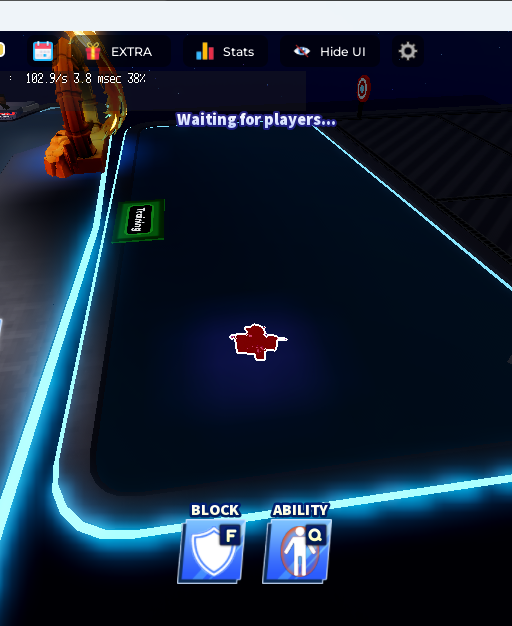 EXTRA
Stats
Hide UI
: 102.9/s 3.8 msec 38%
Waiting for players...
Training
BLOCK
ABILITY
F
Q